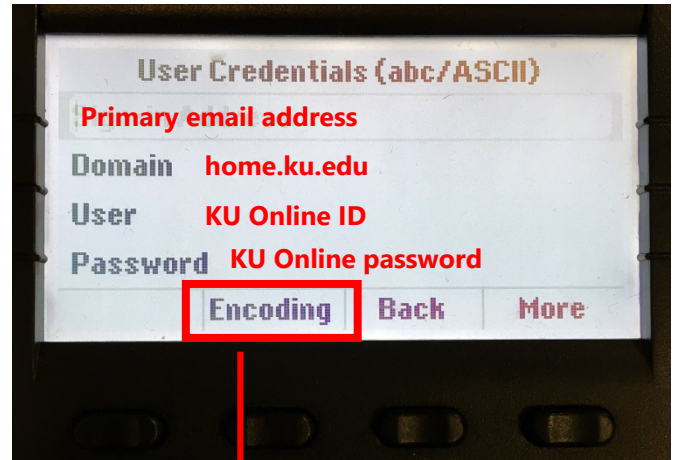 User Credentials (abc/ASCII)
Primary email address
Domain home.ku.edu
User KU Online ID
Password KU Online password
Encoding Back More